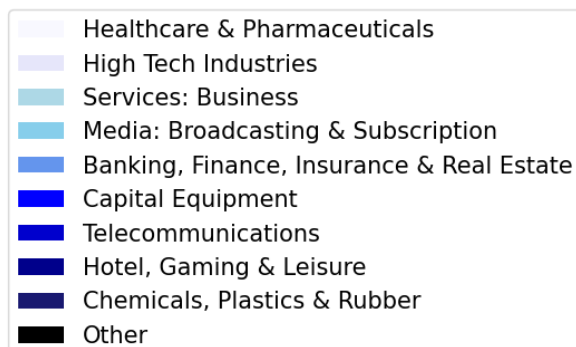 Healthcare & Pharmaceuticals
High Tech Industries
Services: Business
Media: Broadcasting & Subscription
Banking, Finance, Insurance & Real Estate
Capital Equipment
Telecommunications
Hotel, Gaming & Leisure
Chemicals, Plastics & Rubber
Other